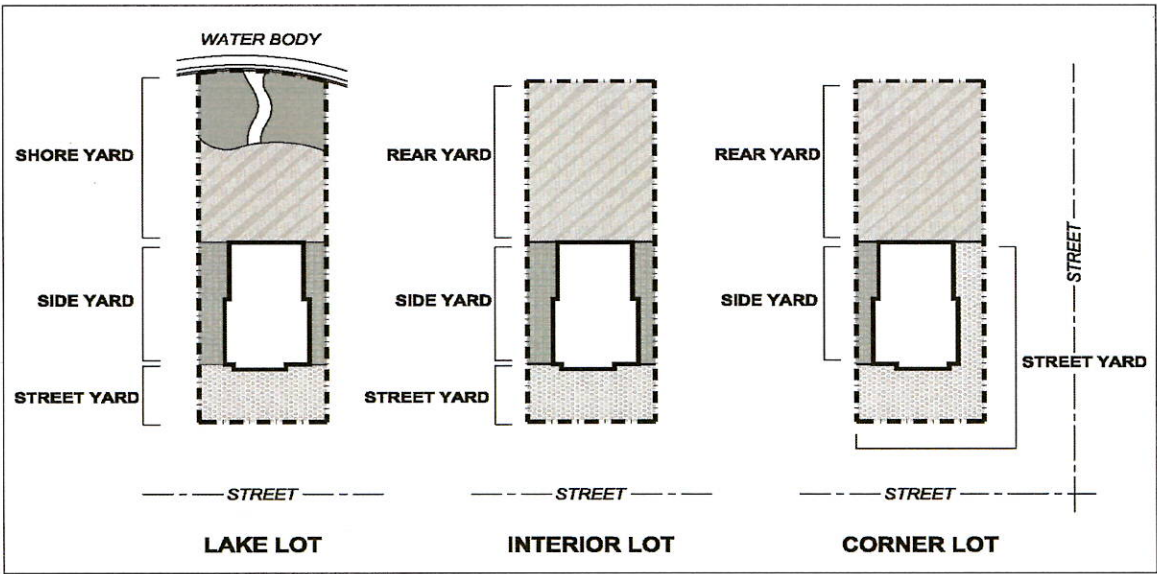 WATER BODY
SHORE YARD
SIDE YARD
STREET YARD
STREET
LAKE LOT
REAR YARD
SIDE YARD
STREET YARD
STREET
INTERIOR LOT
REAR YARD
SIDE YARD
STREET YARD
STREET
STREET
CORNER LOT